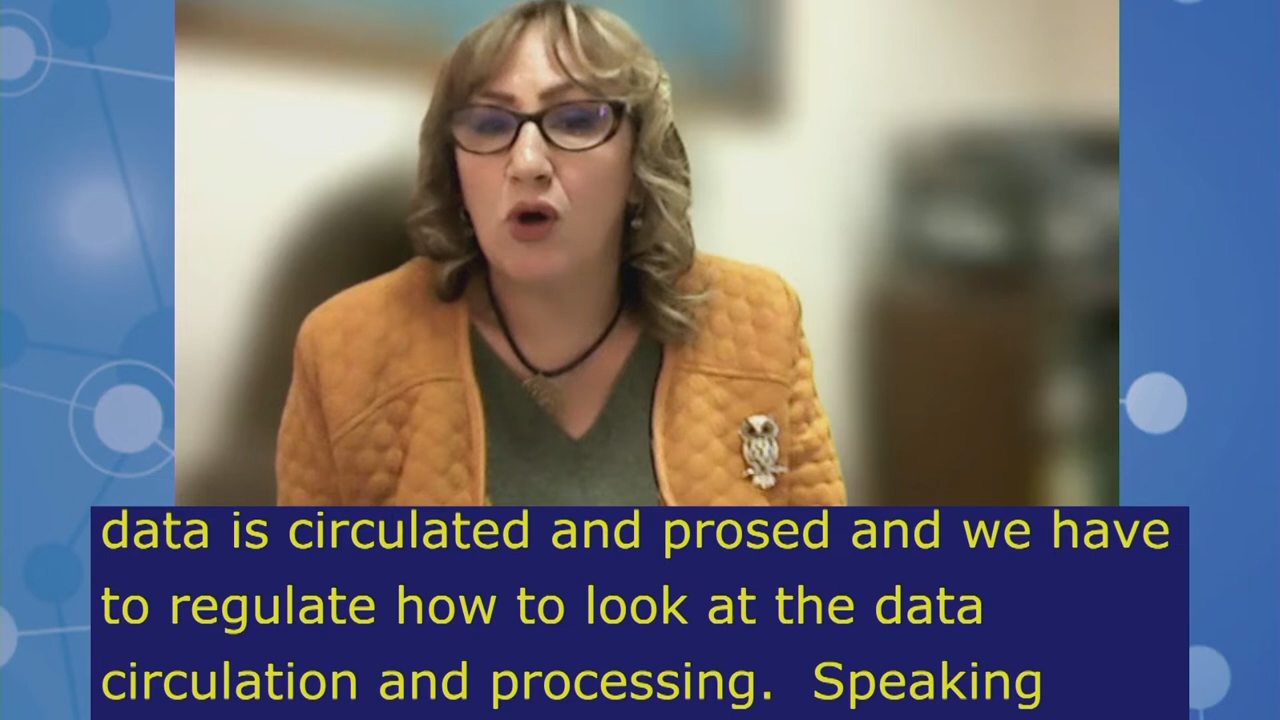 data is circulated and prosed and we have
to regulate how to look at the data
circulation and processing.  Speaking